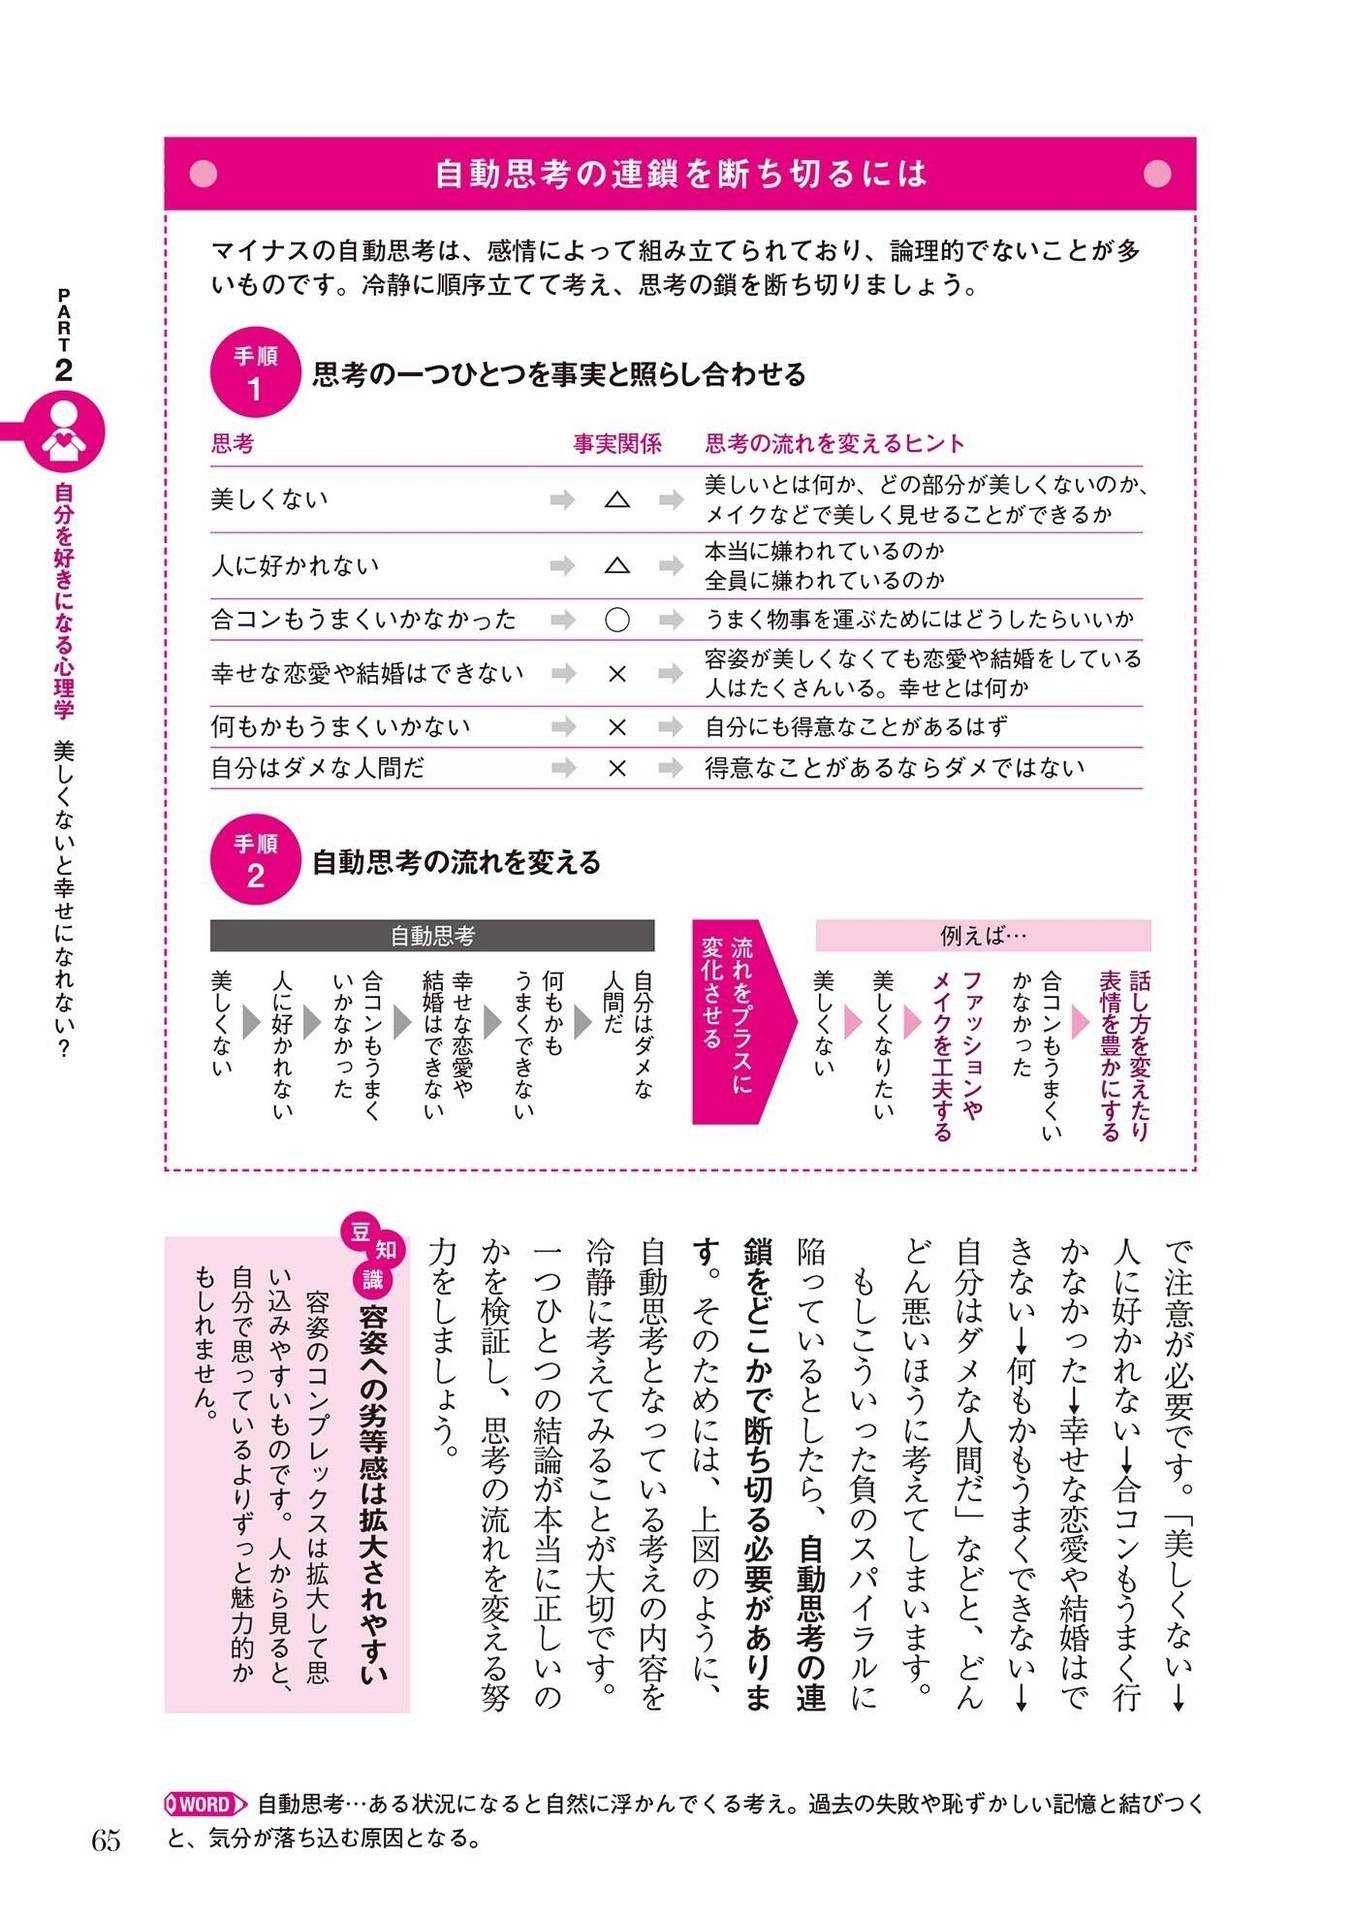 PART2
自分を好きになる心理学 美しくないと幸せになれない？
自動思考の連鎖を断ち切るには
マイナスの自動思考は、感情によって組み立てられており、論理的でないことが多
いものです。冷静に順序立てて考え、思考の鎖を断ち切りましょう。
手順
1
思考の一つひとつを事実と照らし合わせる
思考 事実関係 思考の流れを変えるヒント
美しくない ➡ △ ➡ 美しいとは何か、どの部分が美しくないのか、
メイクなどで美しく見せることができるか
人に好かれない ➡ △ ➡ 本当に嫌われているのか
全員に嫌われているのか
合コンもうまくいかなかった ➡ ○ ➡ うまく物事を運ぶためにはどうしたらいいか
幸せな恋愛や結婚はできない ➡ × ➡ 容姿が美しくなくても恋愛や結婚をしている
人はたくさんいる。幸せとは何か
何もかもうまくいかない ➡ × ➡ 自分にも得意なことがあるはず
自分はダメな人間だ ➡ × ➡ 得意なことがあるならダメではない
手順
2
自動思考の流れを変える
自動思考
美しくない
人に好かれない
合コンもうまく
いかなかった
幸せな恋愛や
結婚はできない
何もかも
うまくできない
自分はダメな
人間だ
流れをプラスに
変化させる
例えば…
美しくない
美しくなりたい
ファッションや
メイクを工夫する
合コンもうまくい
かなかった
話し方を変えたり
表情を豊かにする
で注意が必要です。「美しくない→
人に好かれない→合コンもうまく行
かなかった→幸せな恋愛や結婚はで
きない→何もかもうまくできない→
自分はダメな人間だ」などと、どん
どん悪いほうに考えてしまいます。
もしこういった負のスパイラルに
陥っているとしたら、自動思考の連
鎖をどこかで断ち切る必要がありま
す。そのためには、上図のように、
自動思考となっている考えの内容を
冷静に考えてみることが大切です。
一つひとつの結論が本当に正しいの
かを検証し、思考の流れを変える努
力をしましょう。
豆知識
容姿への劣等感は拡大されやすい
容姿のコンプレックスは拡大して思
い込みやすいものです。人から見ると、
自分で思っているよりずっと魅力的か
もしれません。
WORD 自動思考…ある状況になると自然に浮かんでくる考え。過去の失敗や恥ずかしい記憶と結びつく
と、気分が落ち込む原因となる。
65